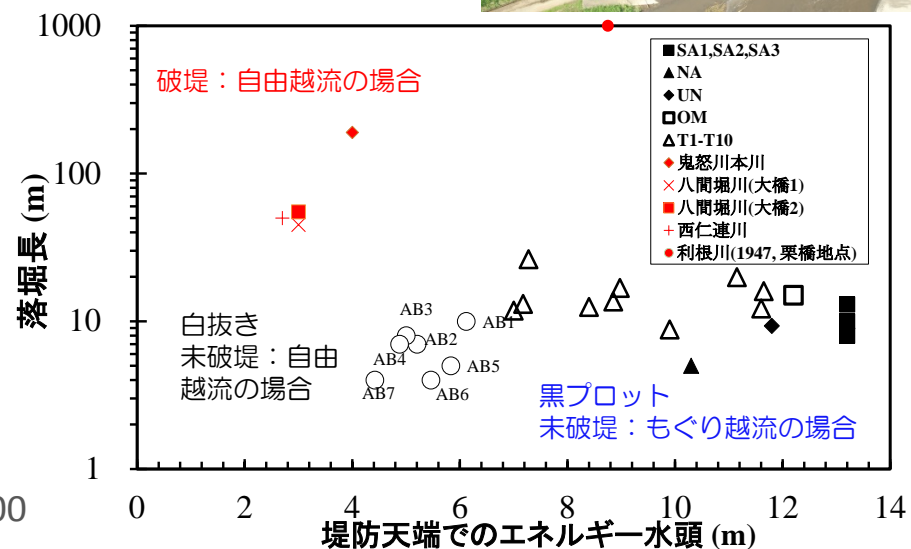 1000
100
10
1
落堀長 (m)
破堤：自由越流の場合
SA1,SA2,SA3
NA
UN
OM
T1-T10
鬼怒川本川
八間堀川(大橋1)
八間堀川(大橋2)
西仁連川
利根川(1947, 栗橋地点)
白抜き
未破堤：自由
越流の場合
AB3
AB1
AB2
AB4
AB5
AB7
AB6
黒プロット
未破堤：もぐり越流の場合
0 2 4 6 8 10 12 14
堤防天端でのエネルギー水頭 (m)
00